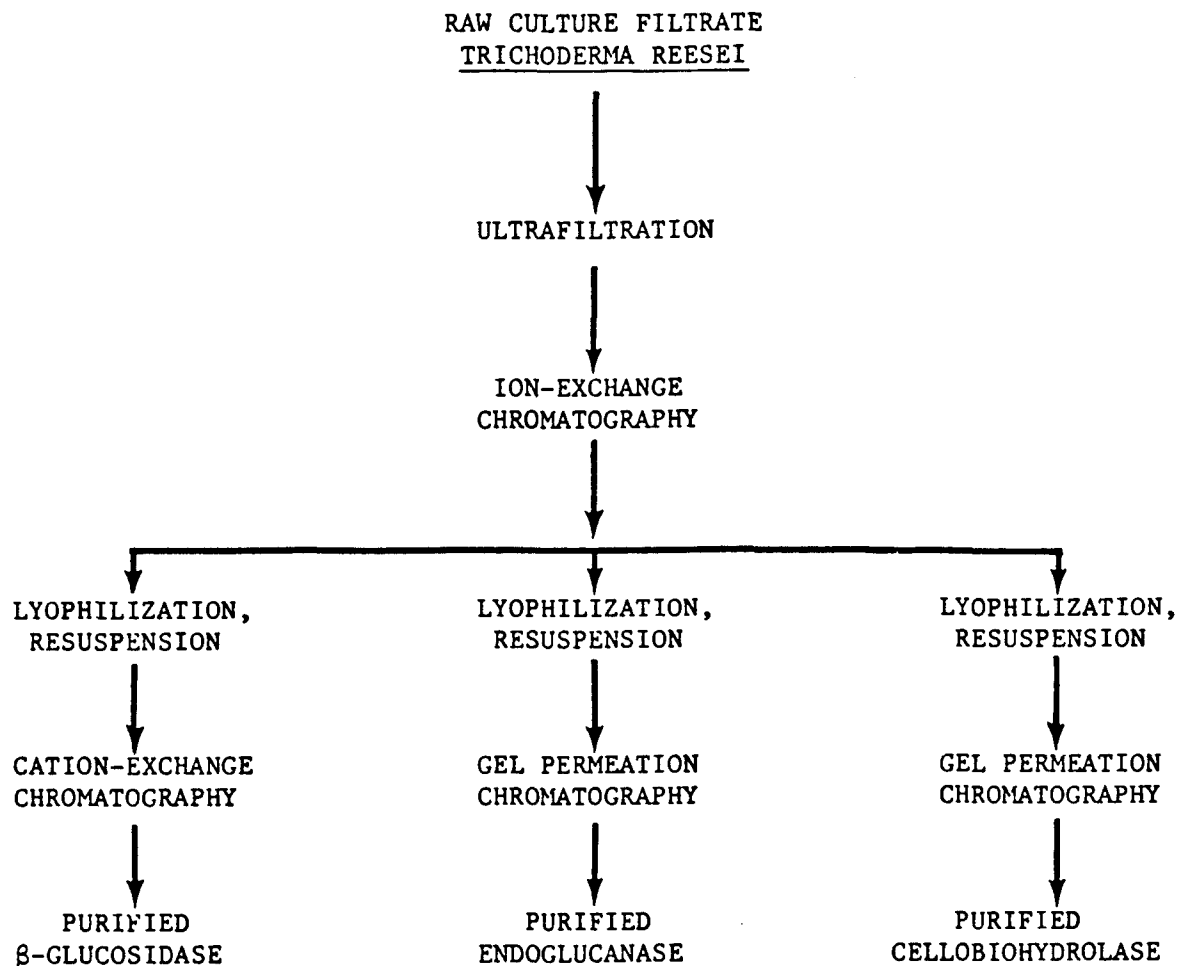 RAW CULTURE FILTRATE
TRICHODERMA REESEI
ULTRAFILTRATION
ION-EXCHANGE
CHROMATOGRAPHY
LYOPHILIZATION,
RESUSPENSION
LYOPHILIZATION,
RESUSPENSION
LYOPHILIZATION,
RESUSPENSION
CATION-EXCHANGE
CHROMATOGRAPHY
GEL PERMEATION
CHROMATOGRAPHY
GEL PERMEATION
CHROMATOGRAPHY
PURIFIED
β-GLUCOSIDASE
PURIFIED
ENDOGLUCANASE
PURIFIED
CELLOBIOHYDROLASE